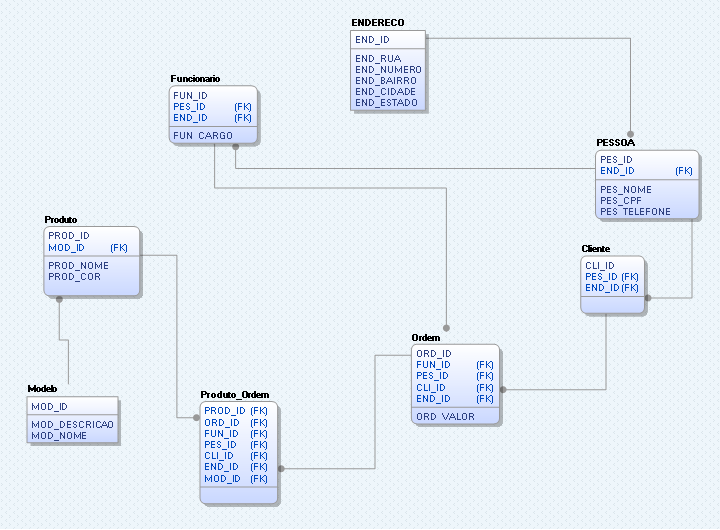 ENDERECO
END_ID
END_RUA
END_NUMERO
END_BAIRRO
END_CIDADE
END_ESTADO
Funcionario
FUN_ID
PES_ID (FK)
END_ID (FK)
FUN_CARGO
PESSOA
PES_ID
END_ID (FK)
PES_NOME
PES_CPF
PES_TELEFONE
Produto
PROD_ID
MOD_ID (FK)
PROD_NOME
PROD_COR
Cliente
CLI_ID
PES_ID (FK)
END_ID (FK)
Ordem
ORD_ID
FUN_ID (FK)
PES_ID (FK)
CLI_ID (FK)
END_ID (FK)
ORD_VALOR
Modelo
MOD_ID
MOD_DESCRICAO
MOD_NOME
Produto_Ordem
PROD_ID (FK)
ORD_ID (FK)
FUN_ID (FK)
PES_ID (FK)
CLI_ID (FK)
END_ID (FK)
MOD_ID (FK)